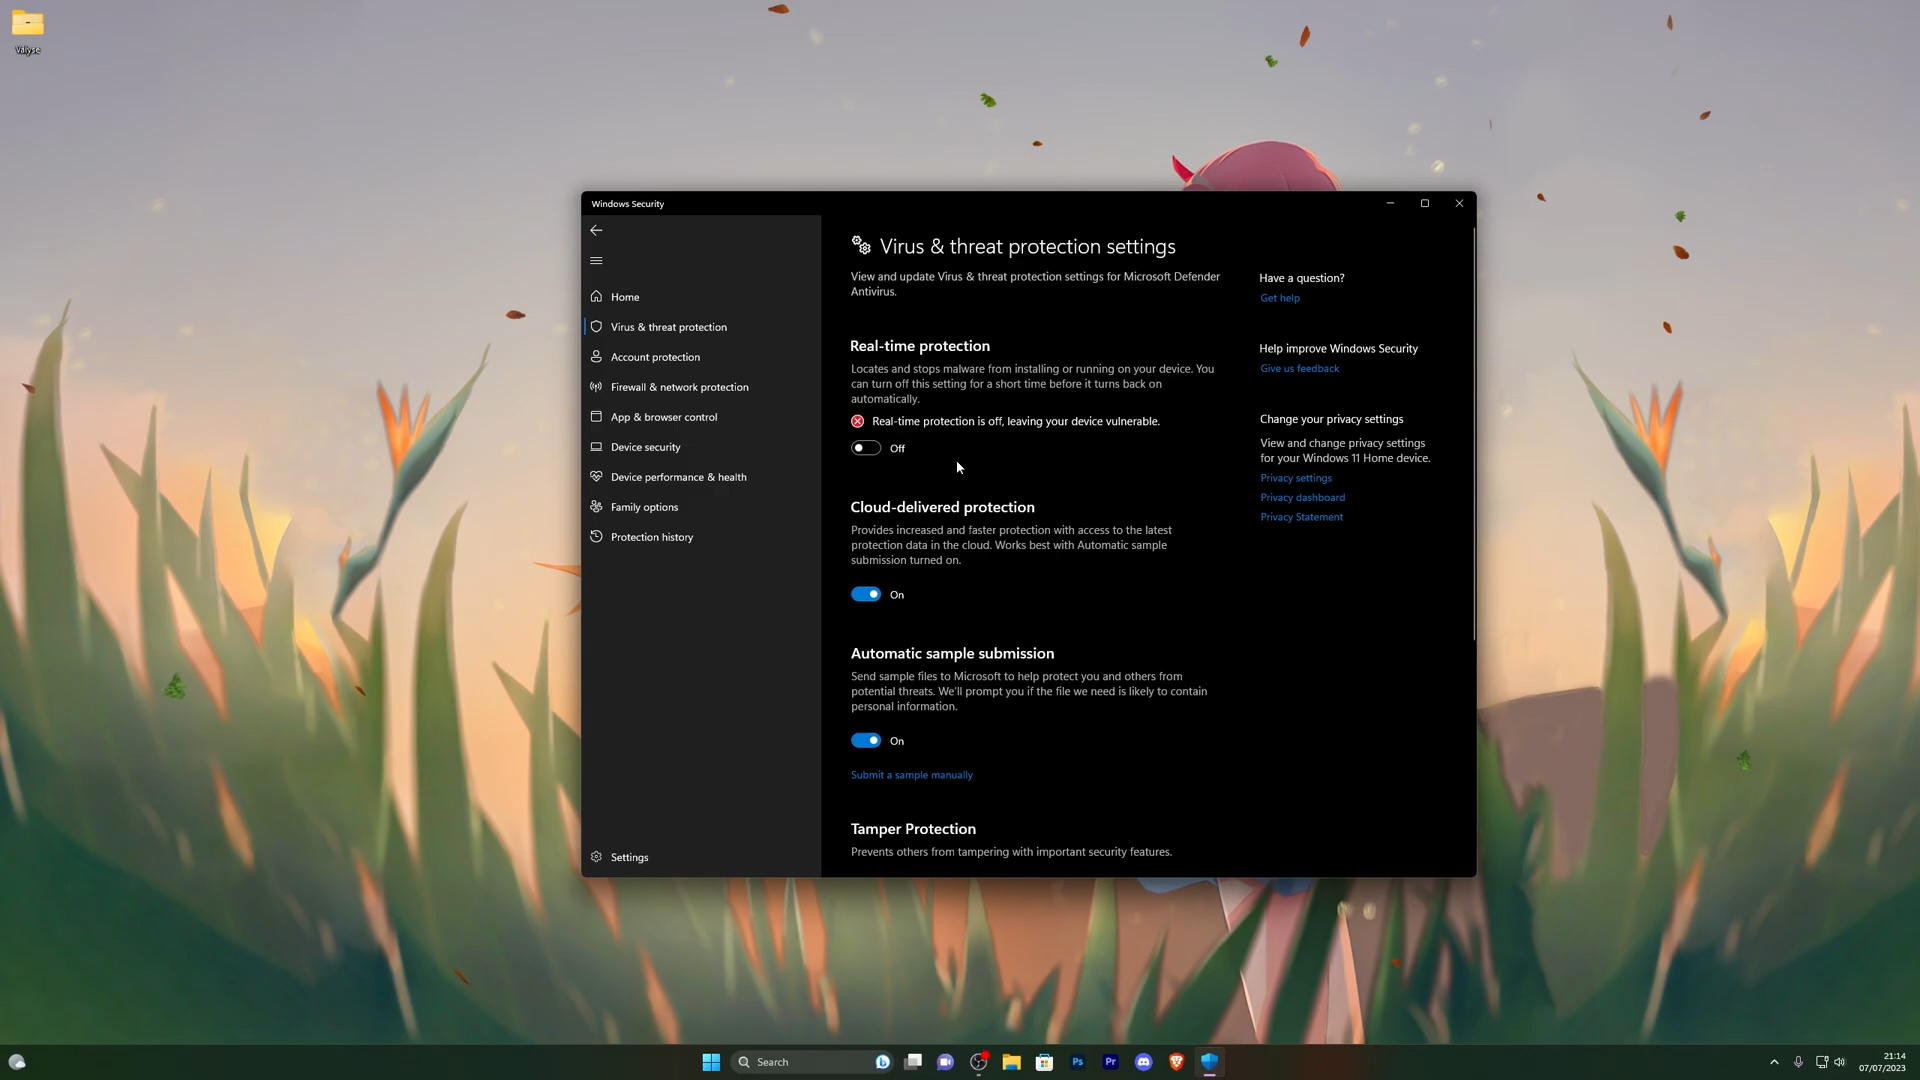 Valyse
Windows Security
Home
Virus & threat protection
Account protection
Firewall & network protection
App & browser control
Device security
Device performance & health
Family options
Protection history
Settings
Virus & threat protection settings
View and update Virus & threat protection settings for Microsoft Defender
Antivirus.
Real-time protection
Locates and stops malware from installing or running on your device. You
can turn off this setting for a short time before it turns back on
automatically.
Real-time protection is off, leaving your device vulnerable.
Off
Cloud-delivered protection
Provides increased and faster protection with access to the latest
protection data in the cloud. Works best with Automatic sample
submission turned on.
On
Automatic sample submission
Send sample files to Microsoft to help protect you and others from
potential threats. We'll prompt you if the file we need is likely to contain
personal information.
On
Submit a sample manually
Tamper Protection
Prevents others from tampering with important security features.
Have a question?
Get help
Help improve Windows Security
Give us feedback
Change your privacy settings
View and change privacy settings
for your Windows 11 Home device.
Privacy settings
Privacy dashboard
Privacy Statement
Search
Ps
Pr
21:14
07/07/2023